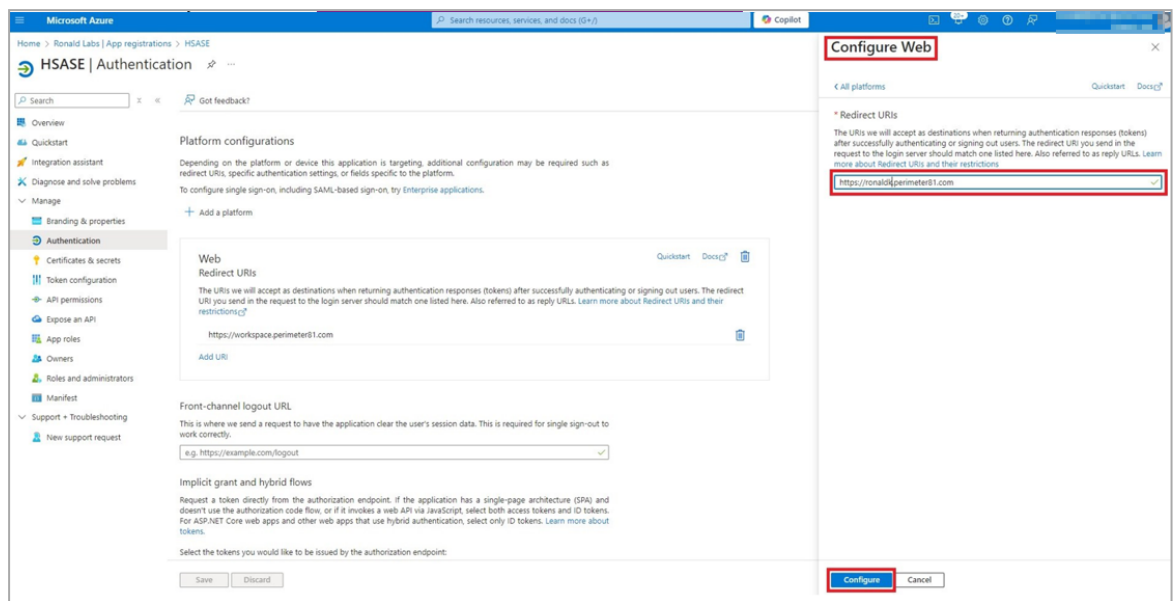 Microsoft Azure
Search resources, services, and docs (G+/)
Copilot
20+
Home > Ronald Labs | App registrations > HSASE
HSASE | Authentication
Search
Got feedback?
Overview
Quickstart
Integration assistant
Diagnose and solve problems
Manage
Branding & properties
Authentication
Certificates & secrets
Token configuration
API permissions
Expose an API
App roles
Owners
Roles and administrators
Manifest
Support + Troubleshooting
New support request
Platform configurations
Depending on the platform or device this application is targeting, additional configuration may be required such as
redirect URIs, specific authentication settings, or fields specific to the platform.
To configure single sign-on, including SAML-based sign-on, try Enterprise applications.
Add a platform
Web
Quickstart Docs
Redirect URIs
The URIs we will accept as destinations when returning authentication responses (tokens) after successfully authenticating or signing out users. The redirect
URI you send in the request to the login server should match one listed here. Also referred to as reply URLs. Learn more about Redirect URIs and their
restrictions
https://workspace.perimeter81.com
Add URI
Front-channel logout URL
This is where we send a request to have the application clear the user's session data. This is required for single sign-out to
work correctly.
e.g. https://example.com/logout
Implicit grant and hybrid flows
Request a token directly from the authorization endpoint. If the application has a single-page architecture (SPA) and
doesn't use the authorization code flow, or if it invokes a web API via JavaScript, select both access tokens and ID tokens.
For ASP.NET Core web apps and other web apps that use hybrid authentication, select only ID tokens. Learn more about
tokens.
Select the tokens you would like to be issued by the authorization endpoint:
Save Discard
Configure Web
All platforms
Quickstart Docs
* Redirect URIs
The URIs we will accept as destinations when returning authentication responses (tokens)
after successfully authenticating or signing out users. The redirect URI you send in the
request to the login server should match one listed here. Also referred to as reply URLs. Learn
more about Redirect URIs and their restrictions
https://ronaldk.perimeter81.com
Configure Cancel